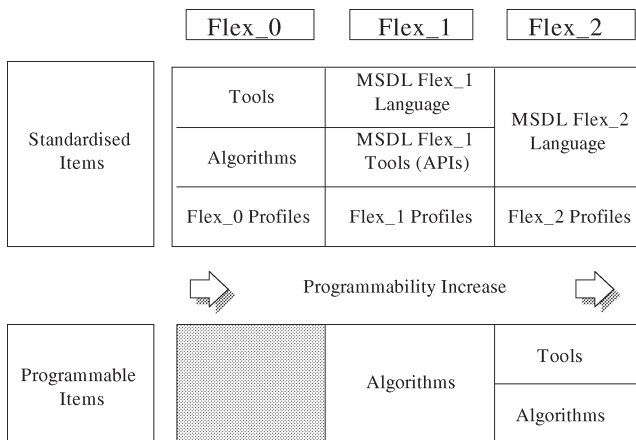 Flex_0 Flex_1 Flex_2
Standardised
Items
Tools
Algorithms
Flex_0 Profiles
MSDL Flex_1
Language
MSDL Flex_1
Tools (APIs)
Flex_1 Profiles
MSDL Flex_2
Language
Flex_2 Profiles
Programmability Increase
Programmable
Items
Algorithms
Tools
Algorithms